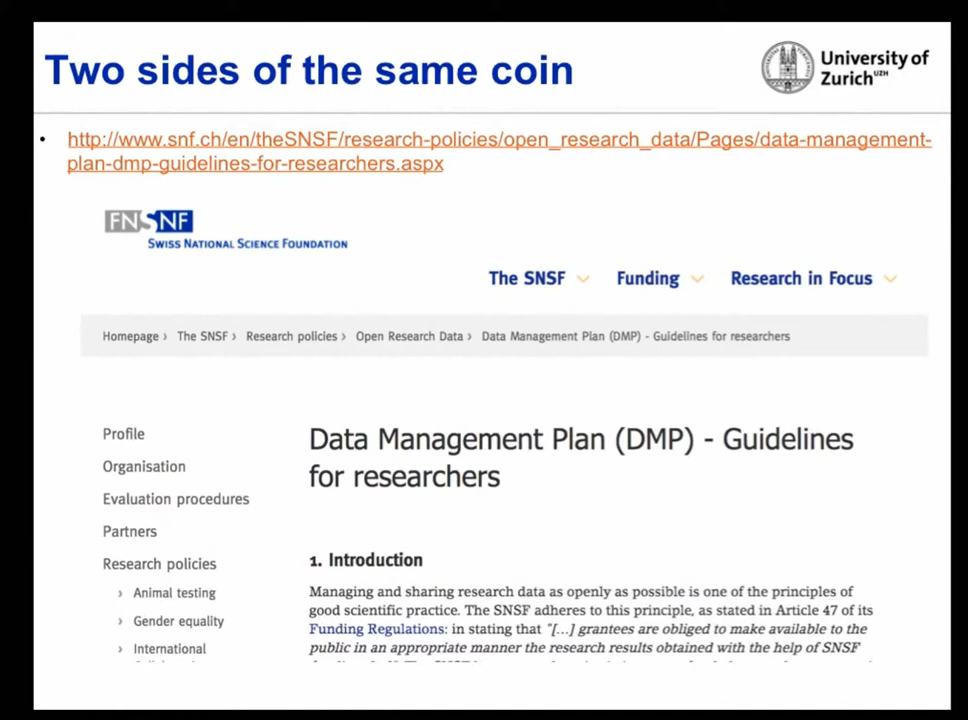 Two sides of the same coin
University of
Zurich UZH
• http://www.snf.ch/en/theSNSF/research-policies/open_research_data/Pages/data-management-
plan-dmp-guidelines-for-researchers.aspx
FNSNF
SWISS NATIONAL SCIENCE FOUNDATION
The SNSF Funding Research in Focus
Homepage › The SNSF › Research policies › Open Research Data › Data Management Plan (DMP) - Guidelines for researchers
Profile
Organisation
Evaluation procedures
Partners
Research policies
› Animal testing
› Gender equality
› International
Data Management Plan (DMP) - Guidelines
for researchers
1. Introduction
Managing and sharing research data as openly as possible is one of the principles of
good scientific practice. The SNSF adheres to this principle, as stated in Article 47 of its
Funding Regulations: in stating that "[...] grantees are obliged to make available to the
public in an appropriate manner the research results obtained with the help of SNSF